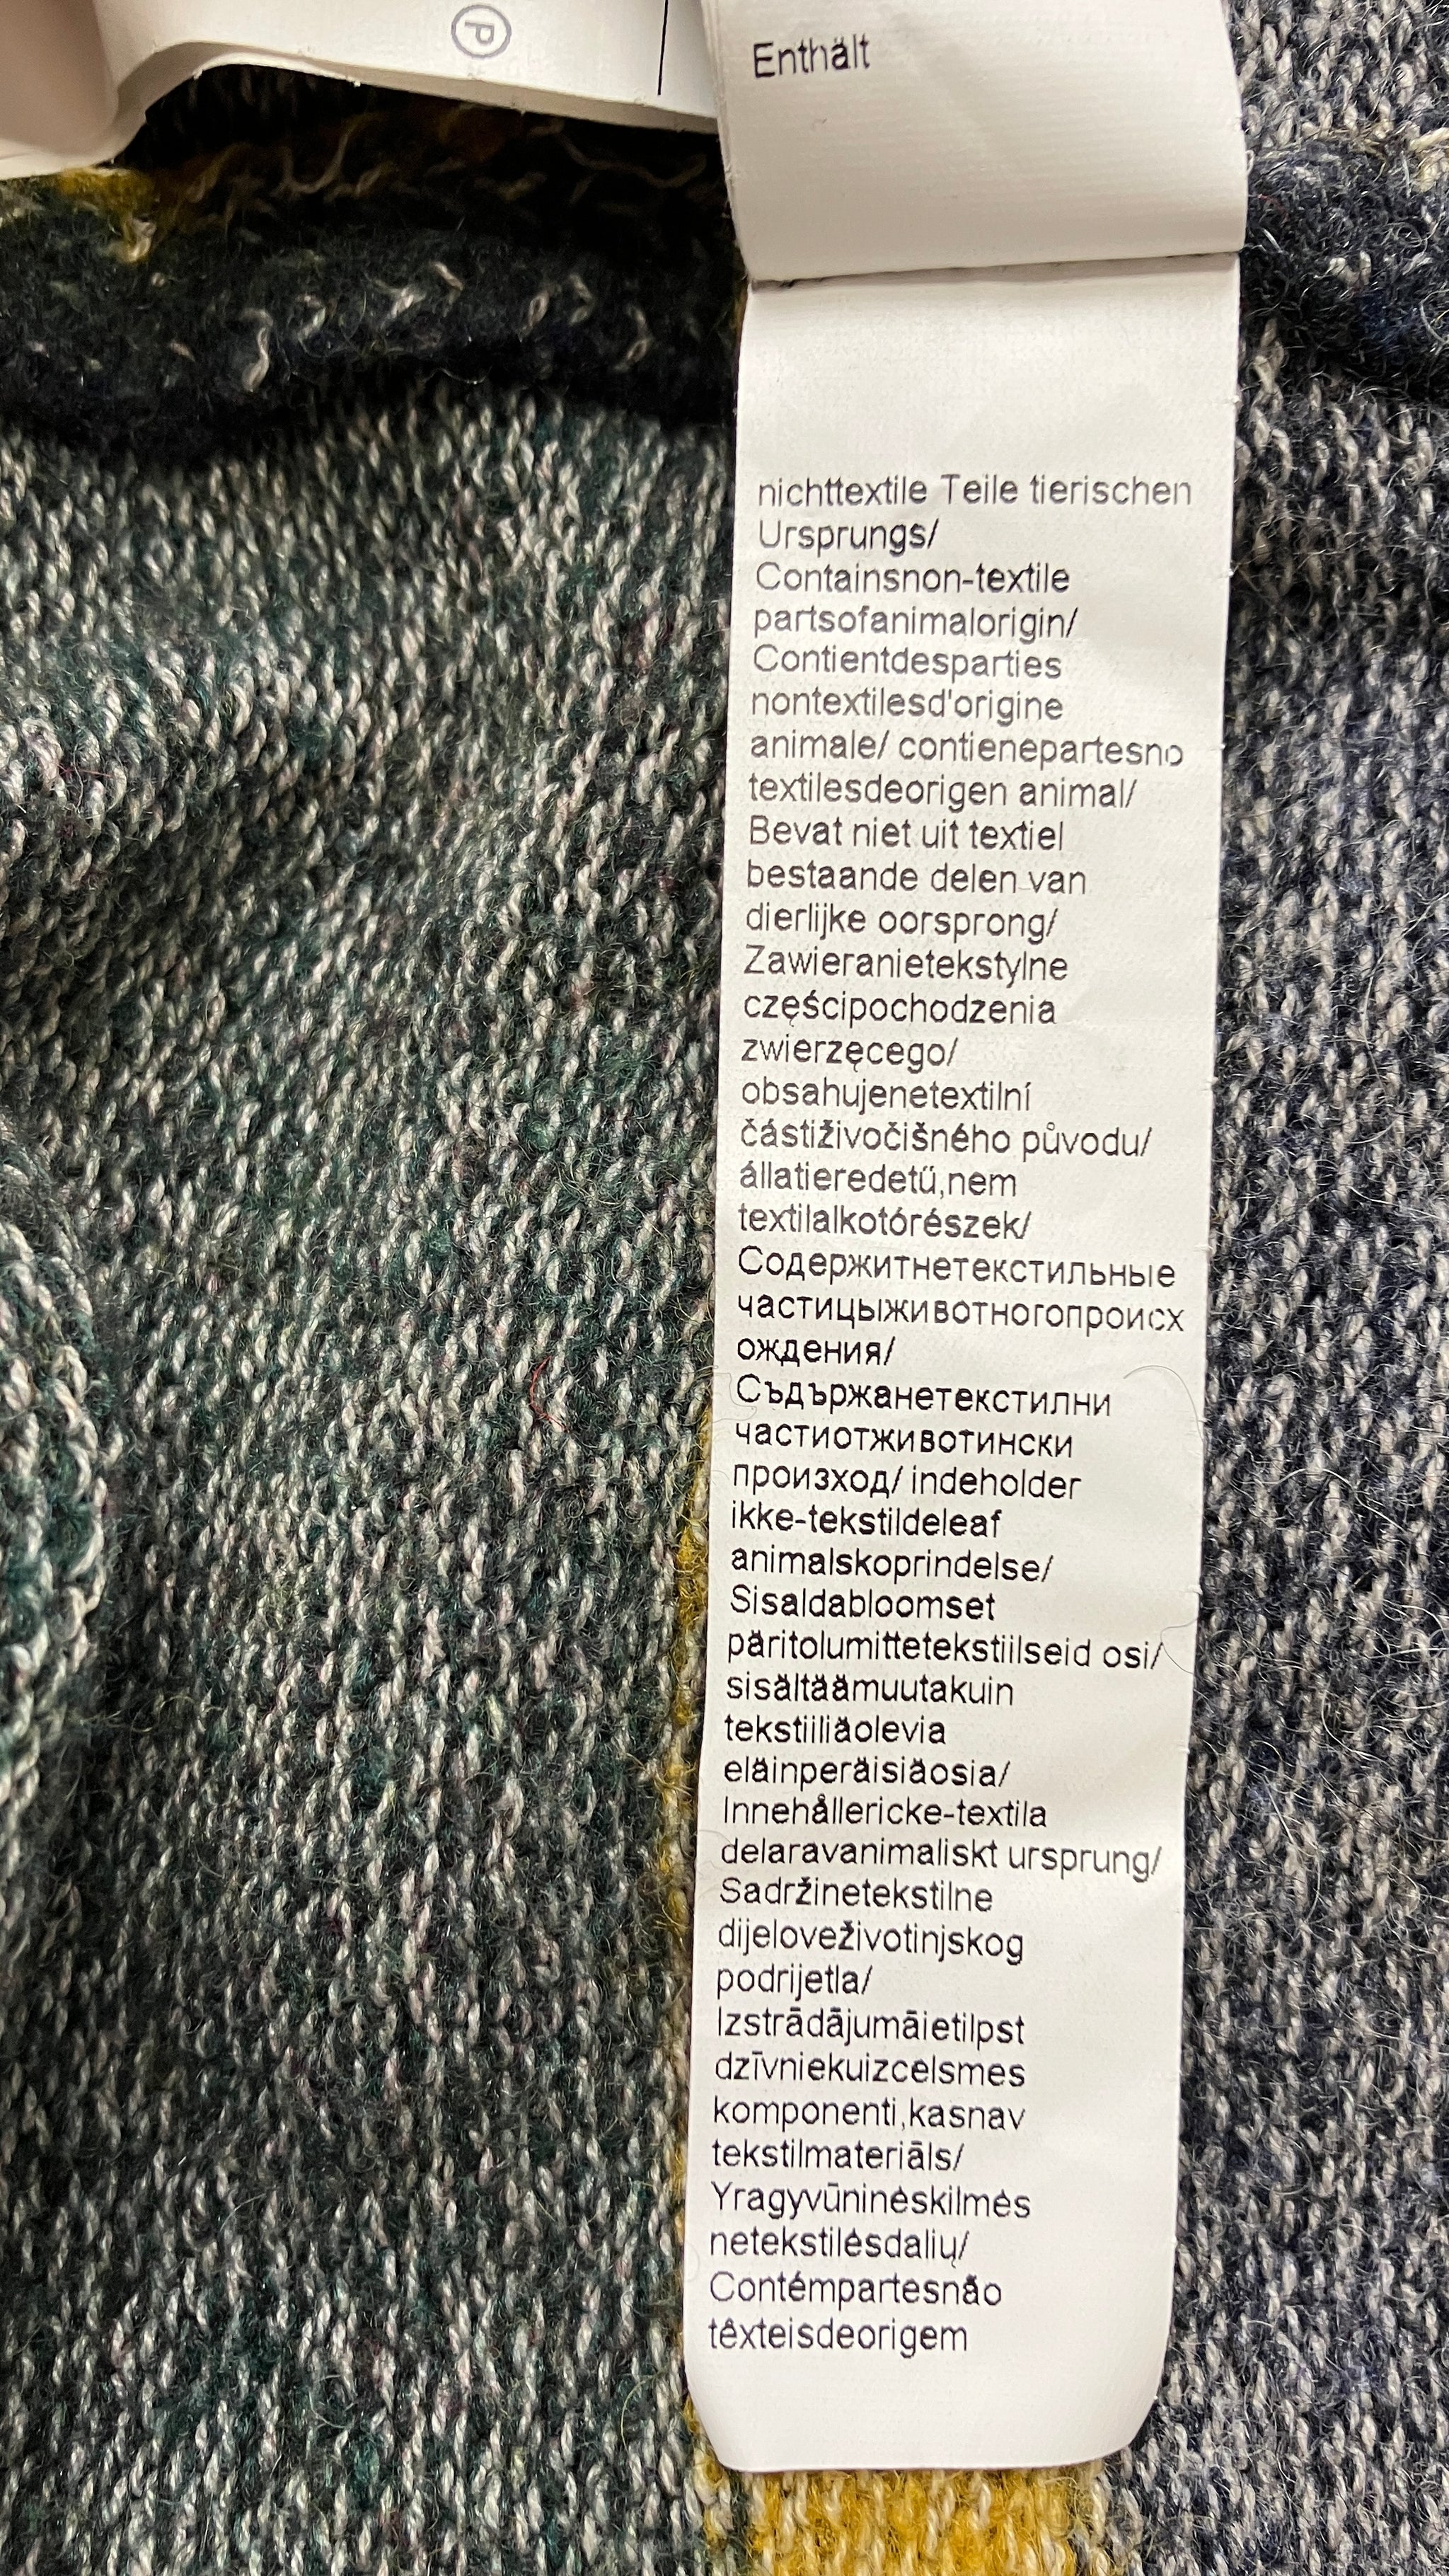 P
Enthält
nichttextile Teile tierischen
Ursprungs/
Containsnon-textile
partsofanimalorigin/
Contientdesparties
nontextilesd'origine
animale/ contienepartesno
textilesdeorigen animal/
Bevat niet uit textiel
bestaande delen van
dierlijke oorsprong/
Zawieranietekstylne
częścipochodzenia
zwierzęcego/
obsahujenetextilní
částiživočišného původu/
állatieredetű,nem
textilalkotórészek/
Содержитнетекстильные
частицыживотногопроисх
ождения/
Съдържанетекстилни
частиотживотински
произход/ indeholder
ikke-tekstildeleaf
animalskoprindelse/
Sisaldabloomset
päritolumittetekstiilseid osi/
sisältäämuutakuin
tekstiiliäolevia
eläinperäisiäosia/
Innehållericke-textila
delaravanimaliskt ursprung/
Sadržinetekstilne
dijeloveživotinjskog
podrijetla/
Izstrādājumāietilpst
dzīvniekuizcelsmes
komponenti,kasnav
tekstilmateriāls/
Yragyvūninėskilmės
netekstilėsdalių/
Contémpartesnão
têxteisdeorigem